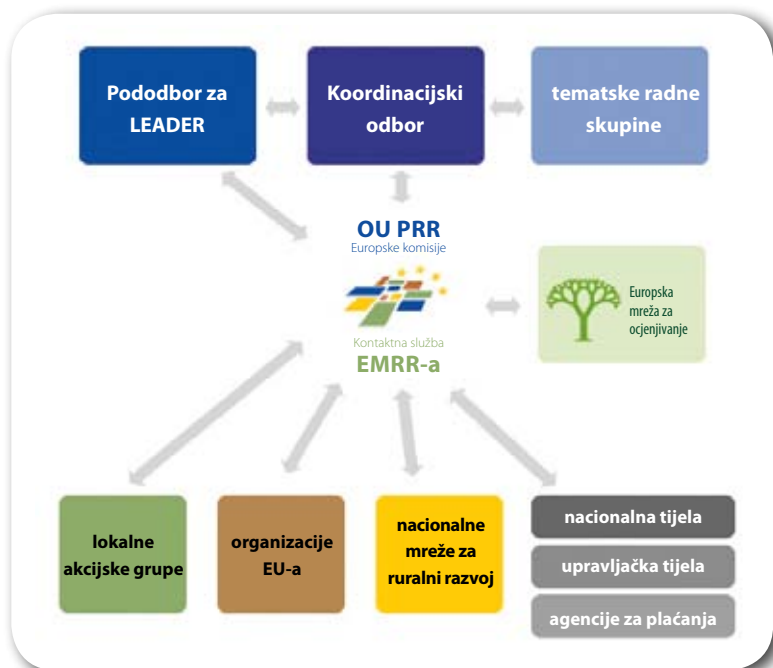 Pododbor za
LEADER
Koordinacijski
odbor
tematske radne
skupine
OU PRR
Europske komisije
Kontaktna služba
EMRR-a
Europska
mreža za
ocjenjivanje
lokalne
akcijske grupe
organizacije
EU-a
nacionalne
mreže za
ruralni razvoj
nacionalna tijela
upravljačka tijela
agencije za plaćanja